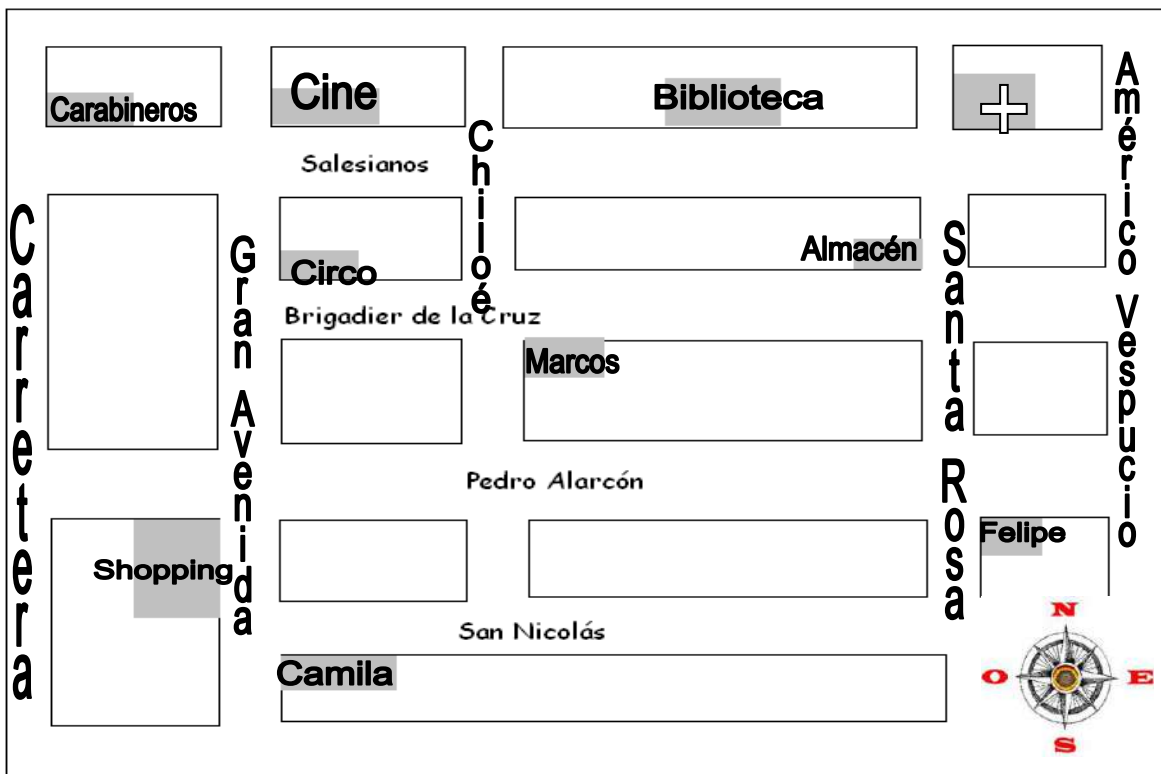 Carabineros
Cine
Biblioteca
Américo Vespucio
Salesianos
Chiloé
Carretera
Gran Avenida
Circo
Almacén
Santa Rosa
Brigadier de la Cruz
Marcos
Pedro Alarcón
Shopping
Felipe
San Nicolás
Camila
N
O
E
S